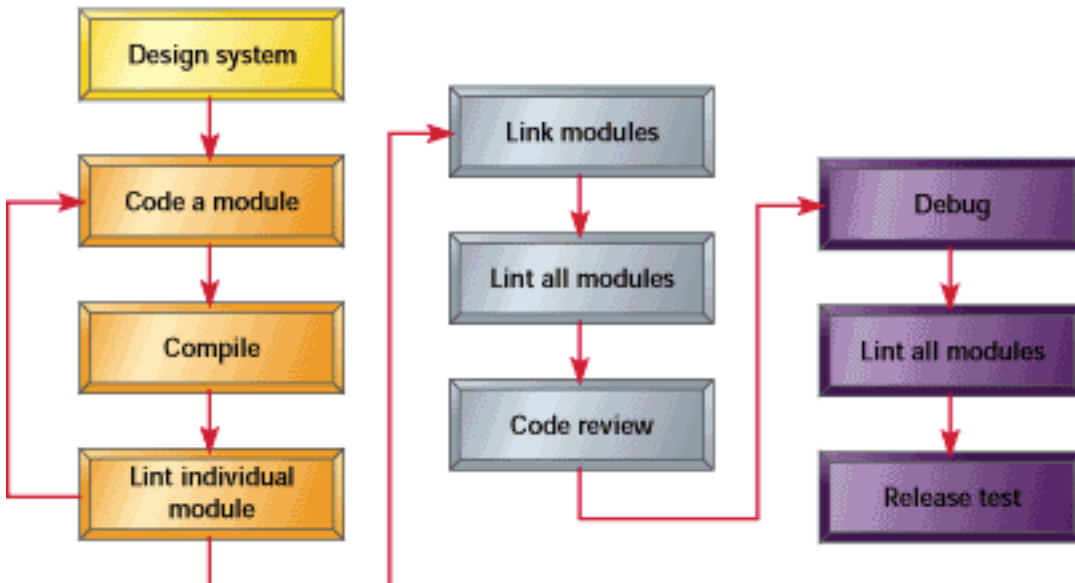 Design system
Code a module
Compile
Lint individual
module
Link modules
Lint all modules
Code review
Debug
Lint all modules
Release test